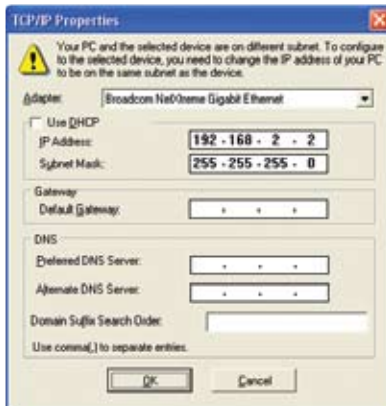 TCP/IP Properties
Your PC and the selected device are on different subnet. To configure
to the selected device, you need to change the IP address of your PC
to be on the same subnet as the device.
Adapter: Broadcom NetXtreme Gigabit Ethernet
Use DHCP
IP Address: 192 . 168 . 2 . 2
Subnet Mask: 255 . 255 . 255 . 0
Gateway
Default Gateway: . . .
DNS
Preferred DNS Server: . . .
Alternate DNS Server: . . .
Domain Suffix Search Order:
Use comma(,) to separate entries.
OK Cancel